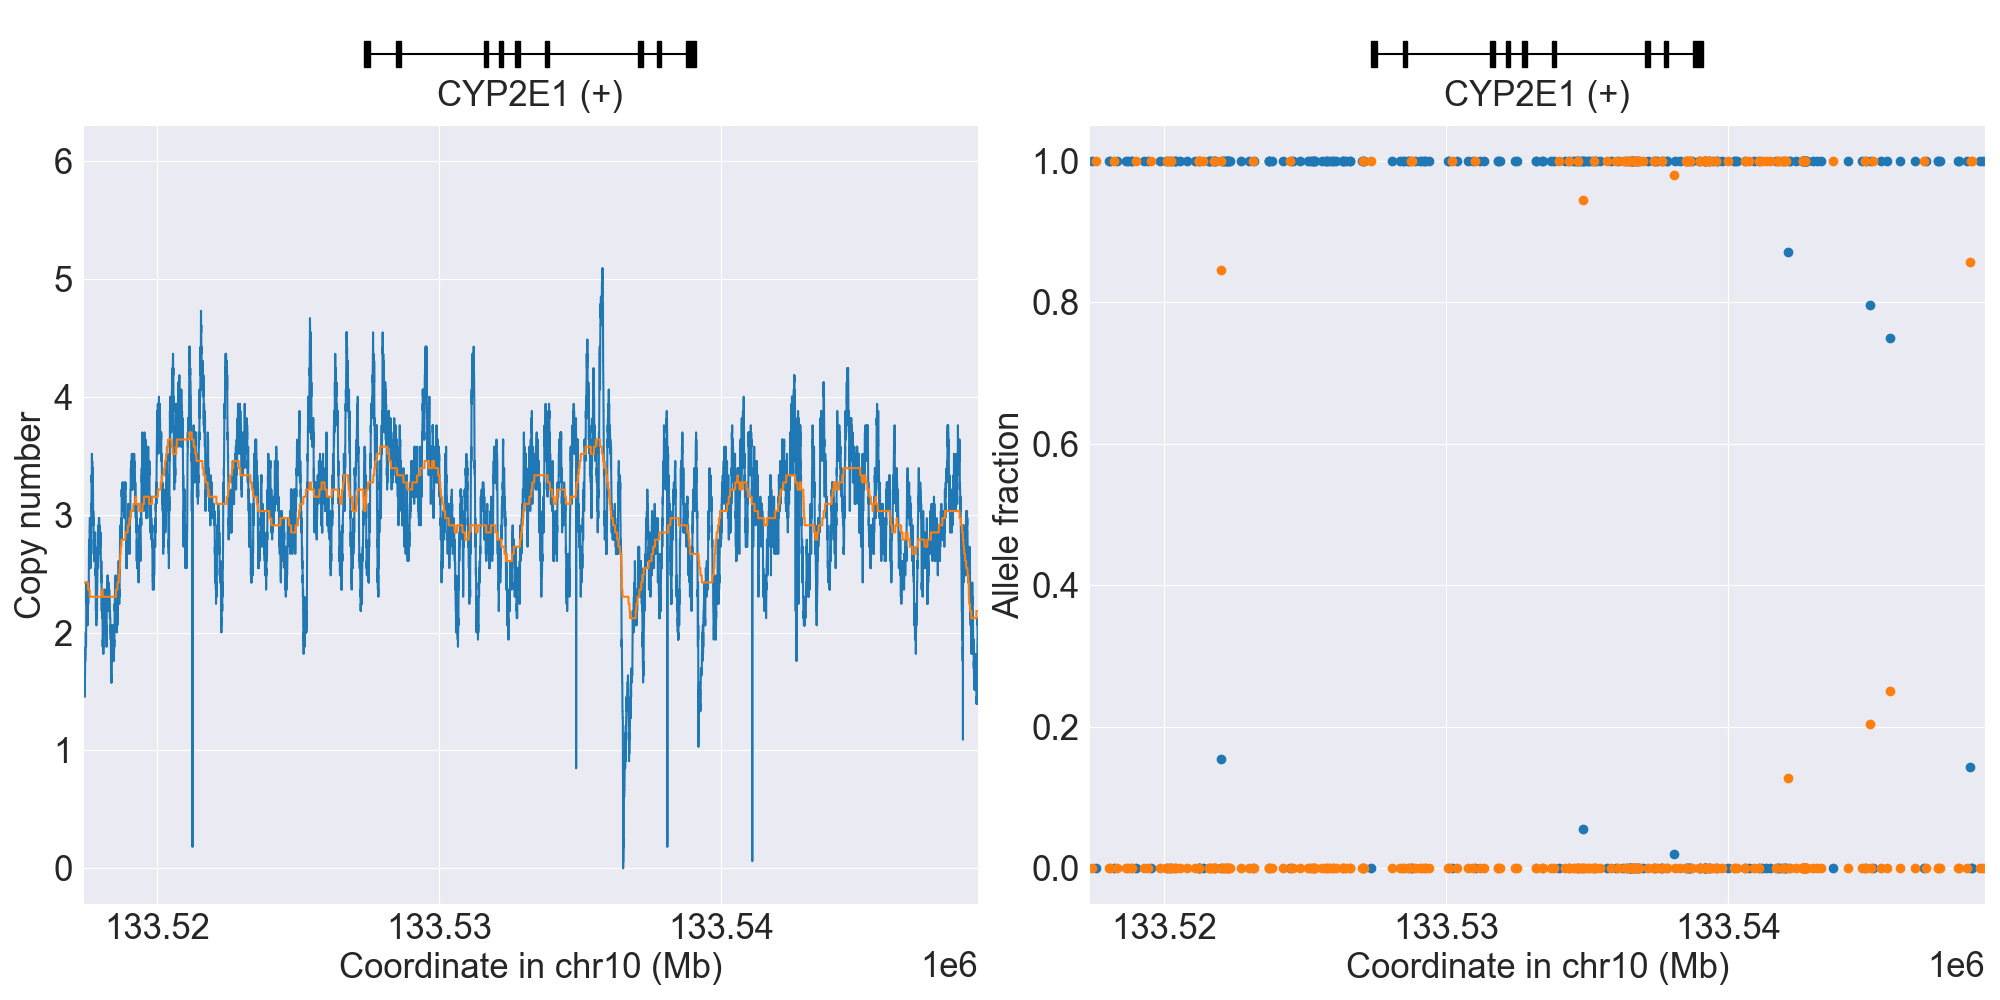 CYP2E1 (+)
6
5
4
3
2
1
0
Copy number
133.52 133.53 133.54
1e6
Coordinate in chr10 (Mb)
CYP2E1 (+)
1.0
0.8
0.6
0.4
0.2
0.0
Allele fraction
133.52 133.53 133.54
1e6
Coordinate in chr10 (Mb)